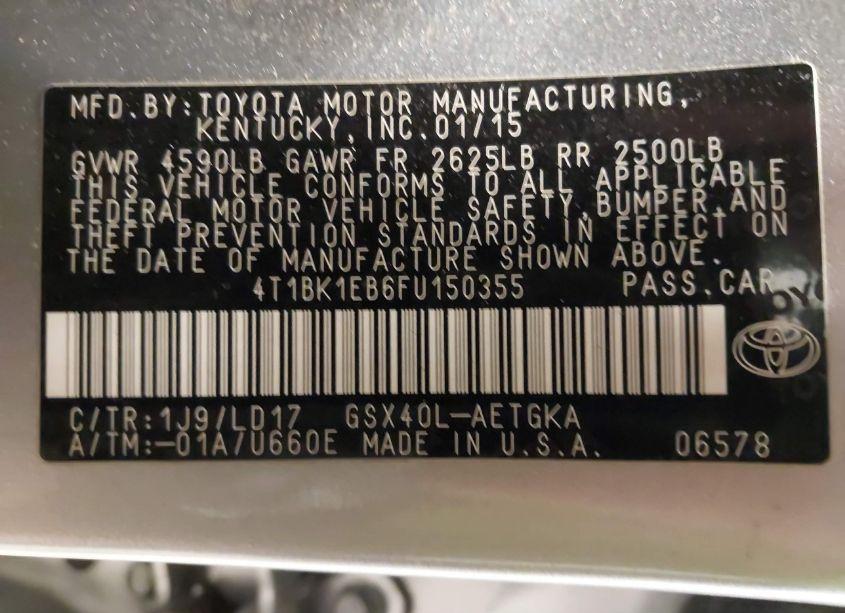 MFD.BY:TOYOTA MOTOR MANUFACTURING,
KENTUCKY,INC.01/15
GVWR 4590LB GAWR FR 2625LB RR 2500LB
THIS VEHICLE CONFORMS TO ALL APPLICABLE
FEDERAL MOTOR VEHICLE SAFETY,BUMPER,AND
THEFT PREVENTION STANDARDS IN EFFECT ON
THE DATE OF MANUFACTURE SHOWN ABOVE.
4T1BK1EB6FU150355 PASS.CAR
C/TR:1J9/LD17 GSX40L-AETGKA
A/TM:-01A/U660E MADE IN U.S.A. 06578